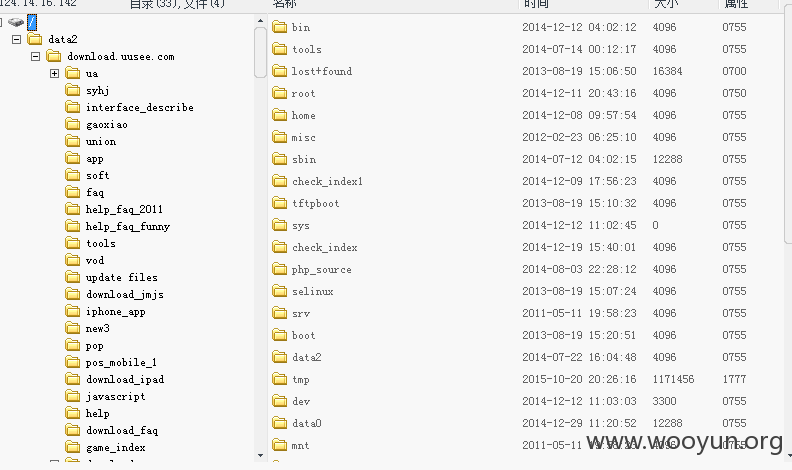 124.14.16.142 目录(33),文件(4) 名称 时间 大小 属性
/
data2
download.uusee.com
ua
syhj
interface_describe
gaoxiao
union
app
soft
faq
help_faq_2011
help_faq_funny
tools
vod
update files
download_jmjs
iphone_app
new3
pop
pos_mobile_1
download_ipad
javascript
help
download_faq
game_index
bin 2014-12-12 04:02:12 4096 0755
tools 2014-07-14 00:12:17 4096 0755
lost+found 2013-08-19 15:06:50 16384 0700
root 2014-12-11 20:43:16 4096 0750
home 2014-12-08 09:57:54 4096 0755
misc 2012-02-23 06:25:10 4096 0755
sbin 2014-07-12 04:02:15 12288 0755
check_index1 2014-12-09 17:56:23 4096 0755
tftpboot 2013-08-19 15:10:32 4096 0755
sys 2014-12-12 11:02:45 0 0755
check_index 2014-12-19 15:40:01 4096 0755
php_source 2014-08-03 22:28:12 4096 0755
selinux 2013-08-19 15:07:24 4096 0755
srv 2011-05-11 19:58:23 4096 0755
boot 2013-08-19 15:20:51 4096 0755
data2 2014-07-22 16:04:48 4096 0755
tmp 2015-10-20 20:26:16 1171456 1777
dev 2014-12-12 11:03:03 3300 0755
data0 2014-12-29 11:20:52 12288 0755
mnt 2011-05-11 19:58:23 4096 0755
www.wooyun.org